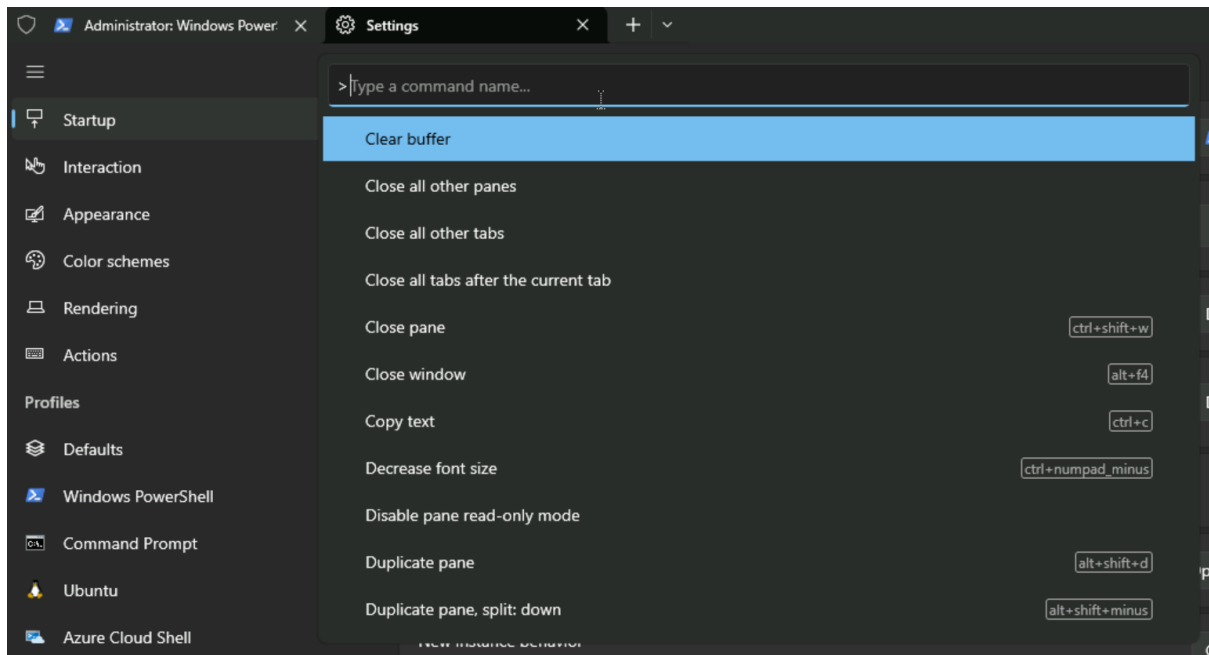 Administrator: Windows Power
Settings
>Type a command name...
Startup
Interaction
Appearance
Color schemes
Rendering
Actions
Profiles
Defaults
Windows PowerShell
Command Prompt
Ubuntu
Azure Cloud Shell
Clear buffer
Close all other panes
Close all other tabs
Close all tabs after the current tab
Close pane ctrl+shift+w
Close window alt+f4
Copy text ctrl+c
Decrease font size ctrl+numpad_minus
Disable pane read-only mode
Duplicate pane alt+shift+d
Duplicate pane, split: down alt+shift+minus
New instance behavior